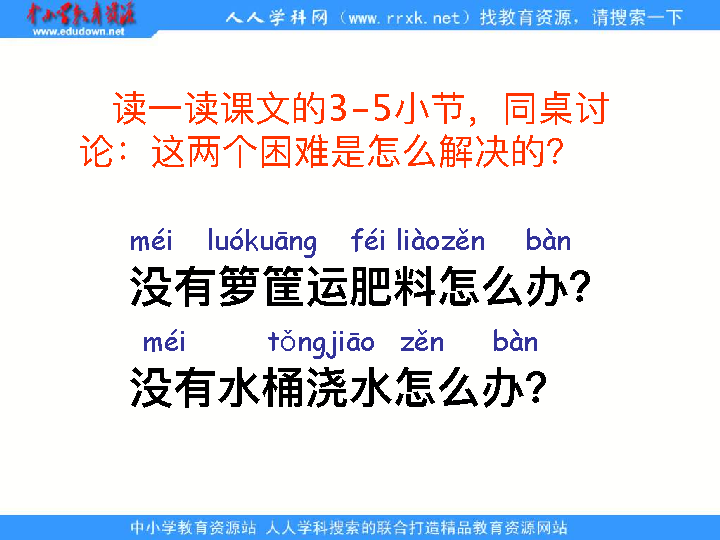 中小学教育资源
www.edudown.net
人人学科网（www.rrxk.net）找教育资源，请搜索一下
读一读课文的3-5小节，同桌讨
论：这两个困难是怎么解决的？
méi luókuāng féi liàozěn bàn
没有箩筐运肥料怎么办？
méi tǒngjiāo zěn bàn
没有水桶浇水怎么办？
中小学教育资源站 人人学科搜索的联合打造精品教育资源网站